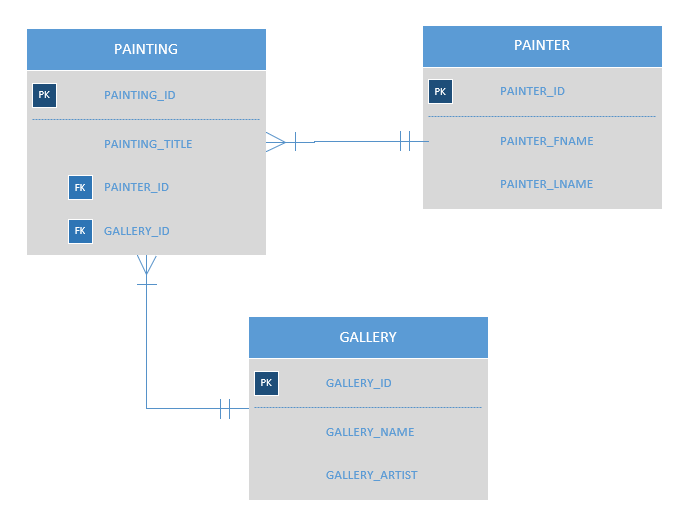 PAINTING
PK PAINTING_ID
PAINTING_TITLE
FK PAINTER_ID
FK GALLERY_ID
PAINTER
PK PAINTER_ID
PAINTER_FNAME
PAINTER_LNAME
GALLERY
PK GALLERY_ID
GALLERY_NAME
GALLERY_ARTIST